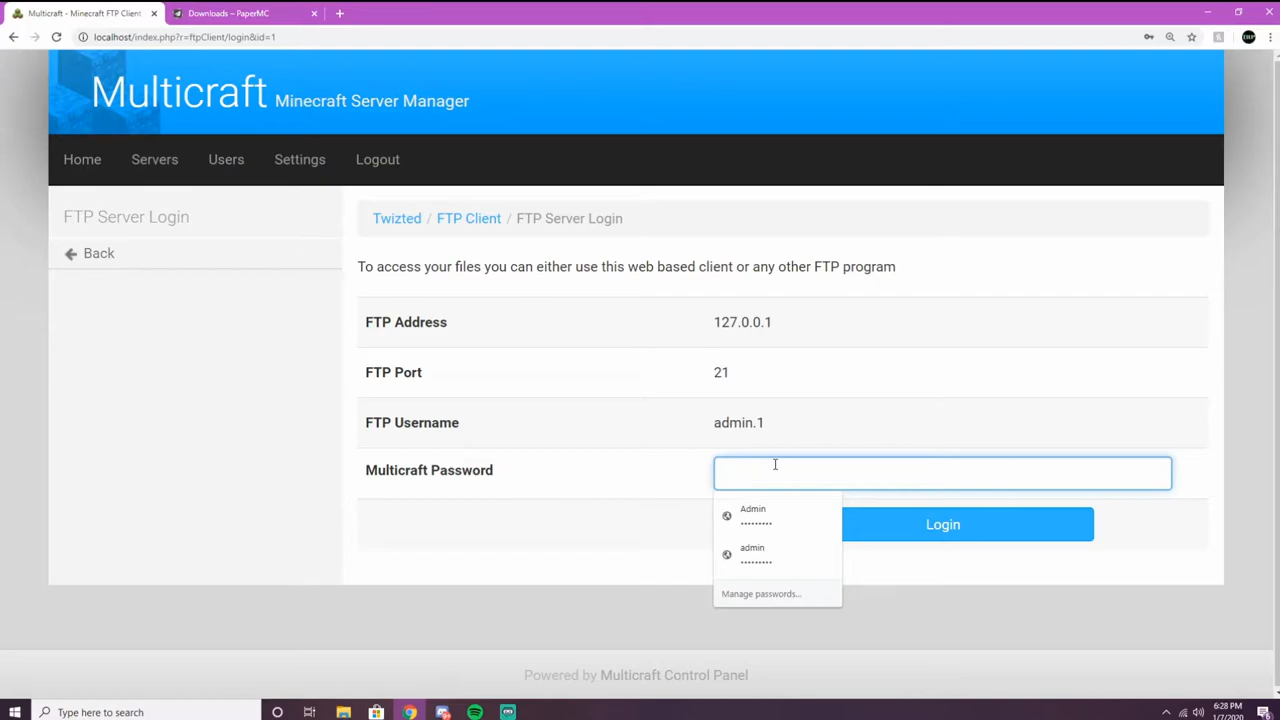 Multicraft - Minecraft FTP Client
Downloads – PaperMC
localhost/index.php?r=ftpClient/login&id=1
Multicraft Minecraft Server Manager
Home Servers Users Settings Logout
FTP Server Login
Back
Twizted / FTP Client / FTP Server Login
To access your files you can either use this web based client or any other FTP program
FTP Address 127.0.0.1
FTP Port 21
FTP Username admin.1
Multicraft Password
Admin
•••••••••
admin
•••••••••
Manage passwords...
Login
Powered by Multicraft Control Panel
Type here to search
6:28 PM
1/7/2020